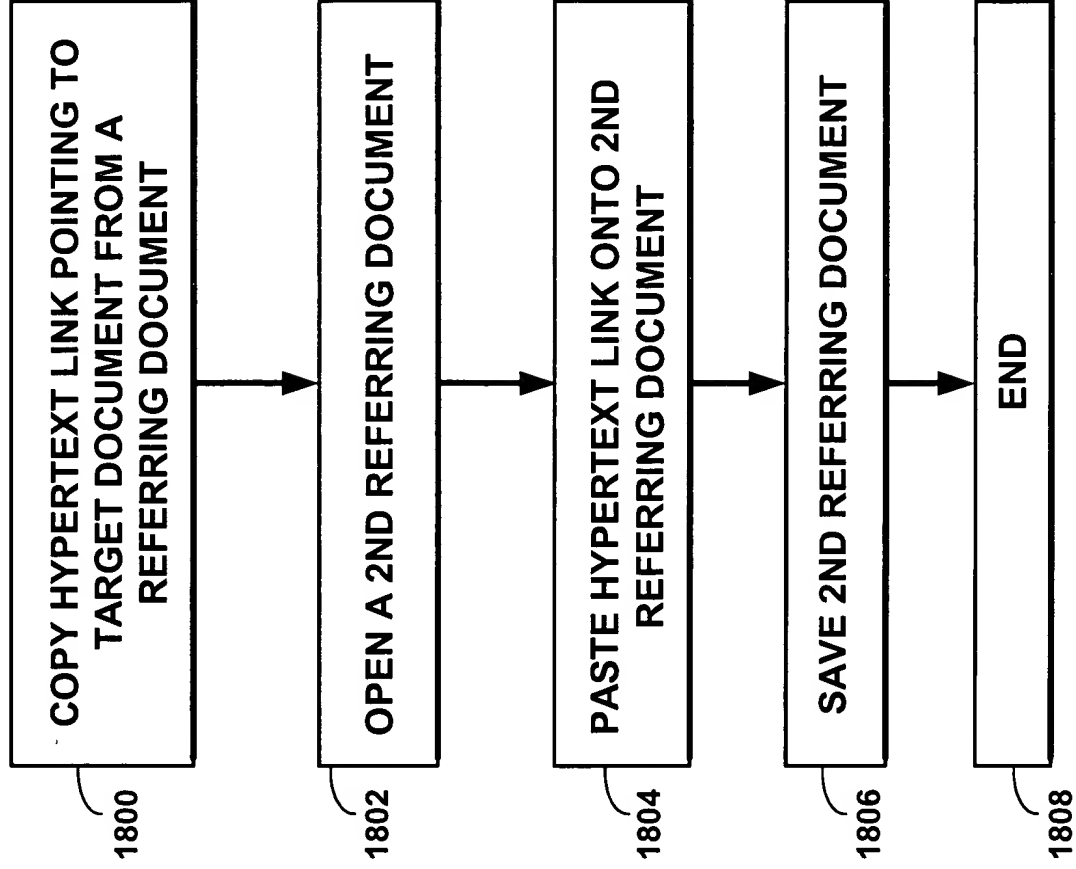 COPY HYPERTEXT LINK POINTING TO
TARGET DOCUMENT FROM A
REFERRING DOCUMENT
1800
OPEN A 2ND REFERRING DOCUMENT
1802
PASTE HYPERTEXT LINK ONTO 2ND
REFERRING DOCUMENT
1804
SAVE 2ND REFERRING DOCUMENT
1806
END
1808